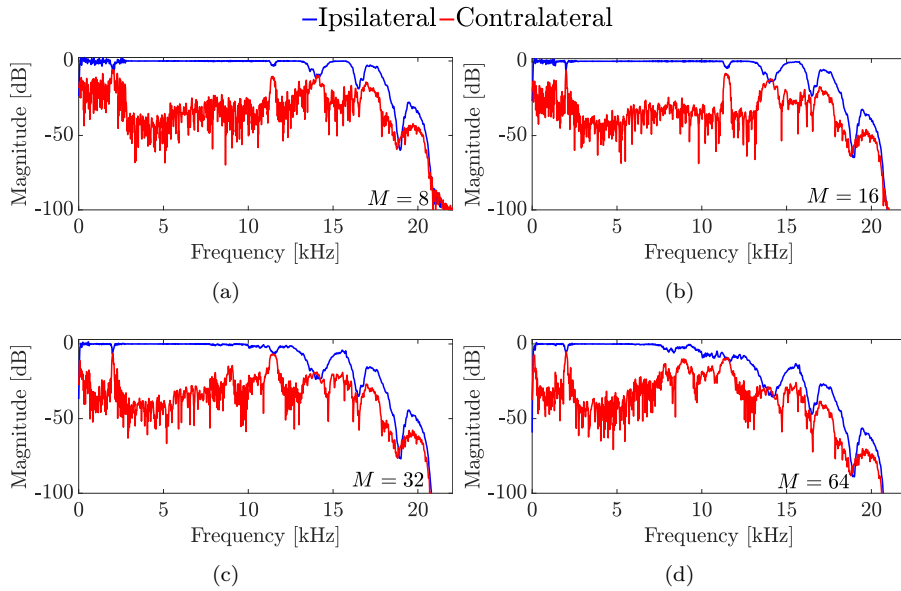 Ipsilateral Contralateral
0
-50
-100
Magnitude [dB]
M = 8
0 5 10 15 20
Frequency [kHz]
(a)
0
-50
-100
Magnitude [dB]
M = 16
0 5 10 15 20
Frequency [kHz]
(b)
0
-50
-100
Magnitude [dB]
M = 32
0 5 10 15 20
Frequency [kHz]
(c)
0
-50
-100
Magnitude [dB]
M = 64
0 5 10 15 20
Frequency [kHz]
(d)